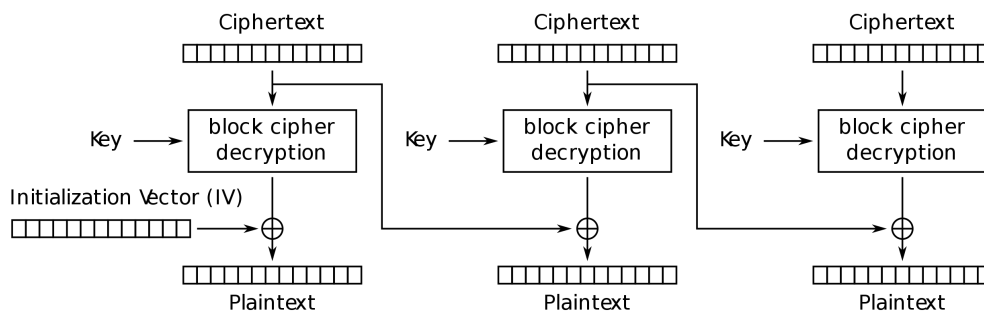 Ciphertext
Ciphertext
Ciphertext
Key
block cipher
decryption
Key
block cipher
decryption
Key
block cipher
decryption
Initialization Vector (IV)
Plaintext
Plaintext
Plaintext